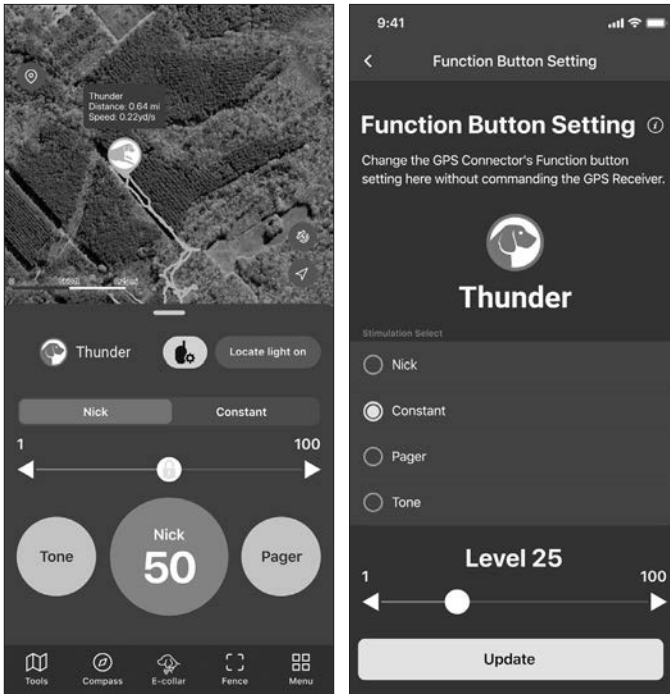 Thunder
Distance: 0.64 mi
Speed: 0.22yd/s
0
Thunder
Locate light on
Nick
Constant
1
100
Tone
Nick
50
Pager
Tools
Compass
E-collar
Fence
Menu
9:41
Function Button Setting
Function Button Setting
Change the GPS Connector's Function button
setting here without commanding the GPS Receiver.
Thunder
Stimulation Select
Nick
Constant
Pager
Tone
Level 25
1
100
Update